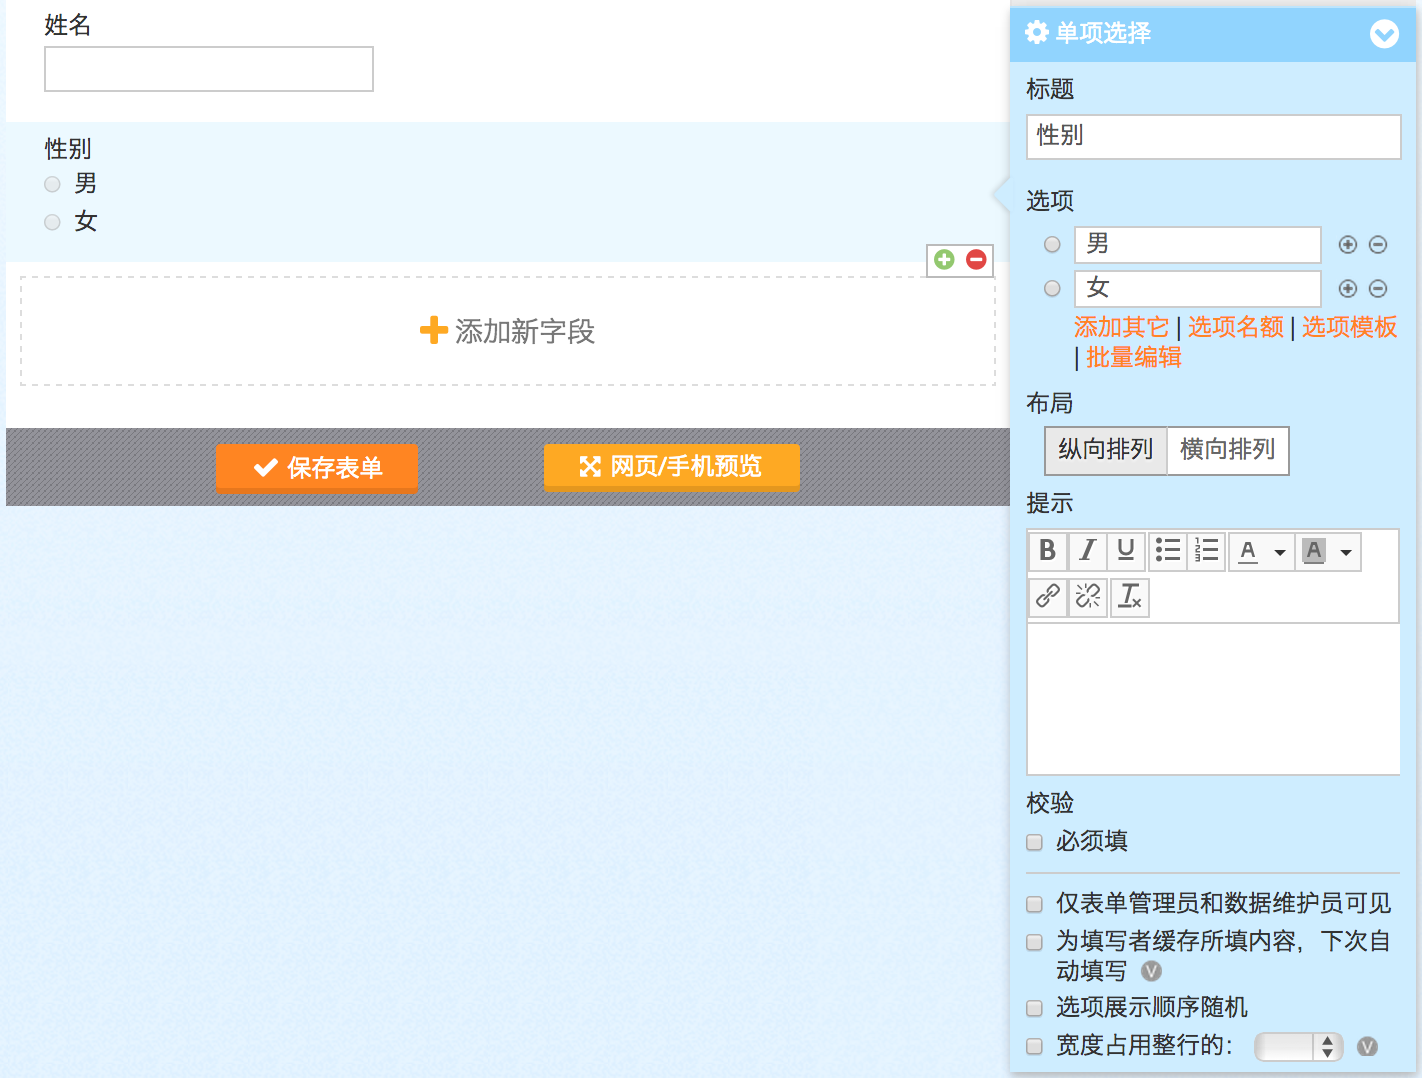 姓名
性别
男
女
添加新字段
保存表单
网页/手机预览
单项选择
标题
性别
选项
男
女
添加其它 | 选项名额 | 选项模板
| 批量编辑
布局
纵向排列 横向排列
提示
B I U A A
Tx
校验
必须填
仅表单管理员和数据维护员可见
为填写者缓存所填内容，下次自
动填写 V
选项展示顺序随机
宽度占用整行的： V